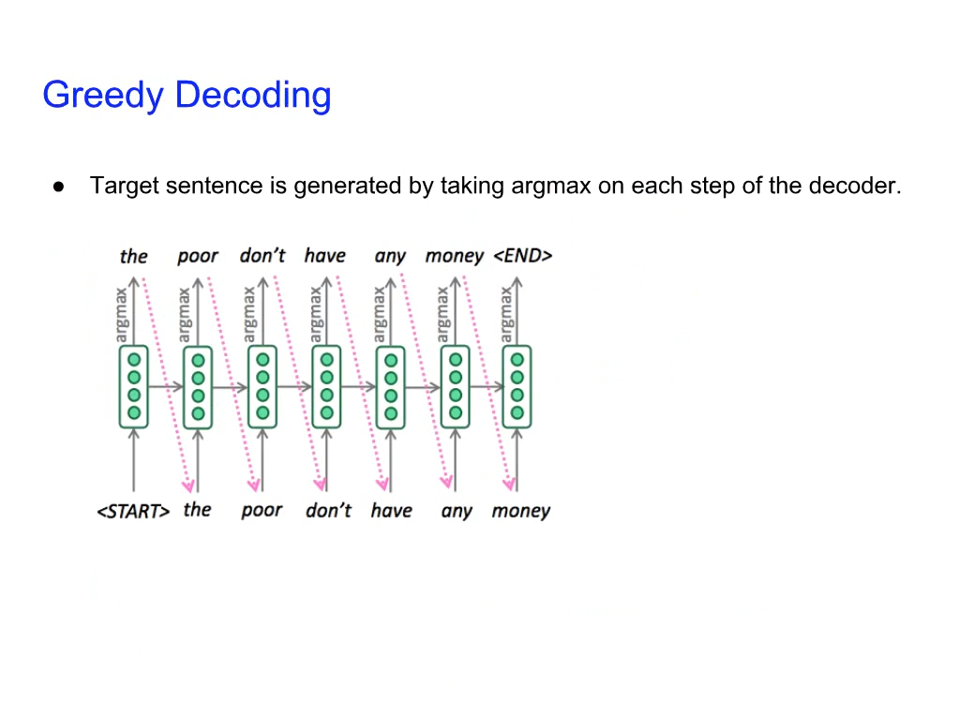 Greedy Decoding
● Target sentence is generated by taking argmax on each step of the decoder.
the poor don't have any money <END>
argmax argmax argmax argmax argmax argmax argmax
<START> the poor don't have any money